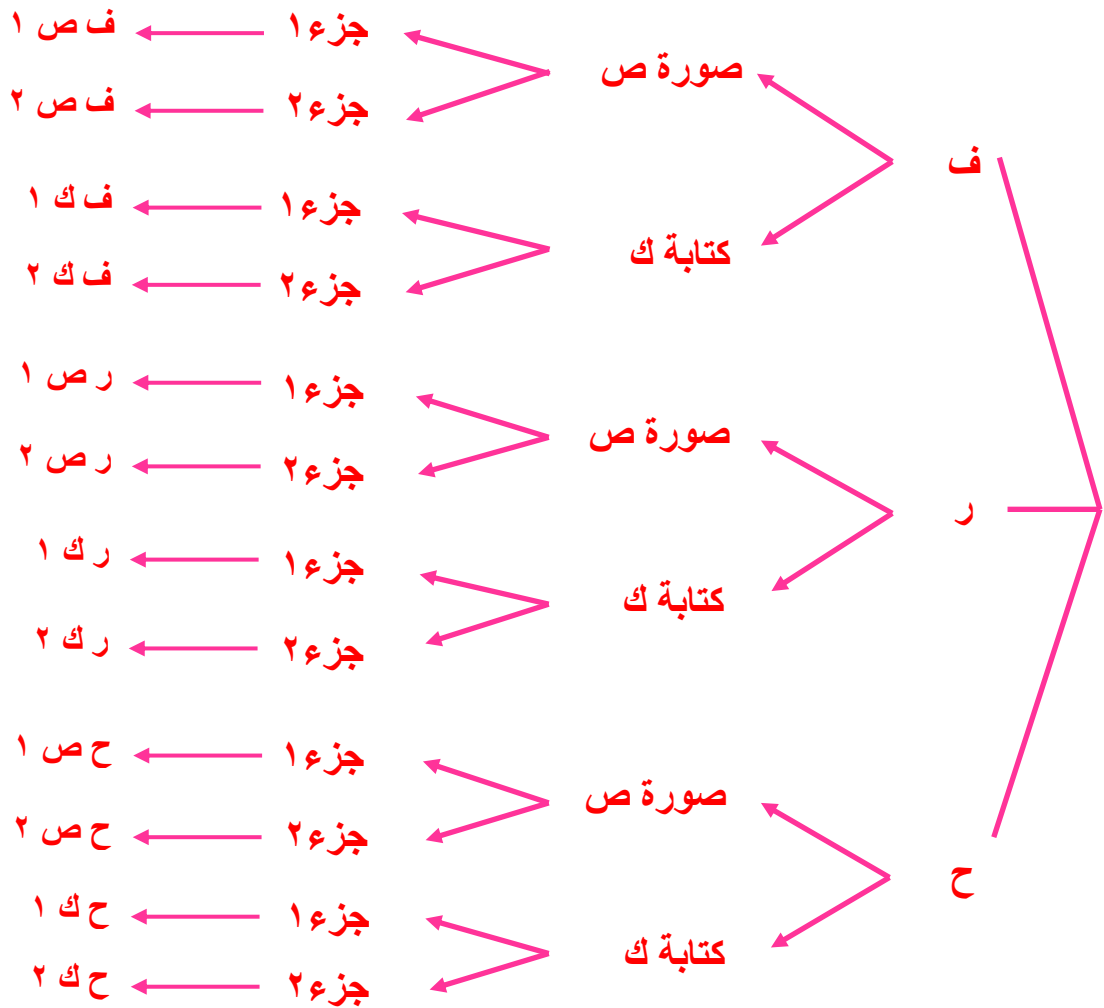 ف
صورة ص
جزء١
ف ص ١
جزء٢
ف ص ٢
كتابة ك
جزء١
ف ك ١
جزء٢
ف ك ٢
ر
صورة ص
جزء١
ر ص ١
جزء٢
ر ص ٢
كتابة ك
جزء١
ر ك ١
جزء٢
ر ك ٢
ح
صورة ص
جزء١
ح ص ١
جزء٢
ح ص ٢
كتابة ك
جزء١
ح ك ١
جزء٢
ح ك ٢